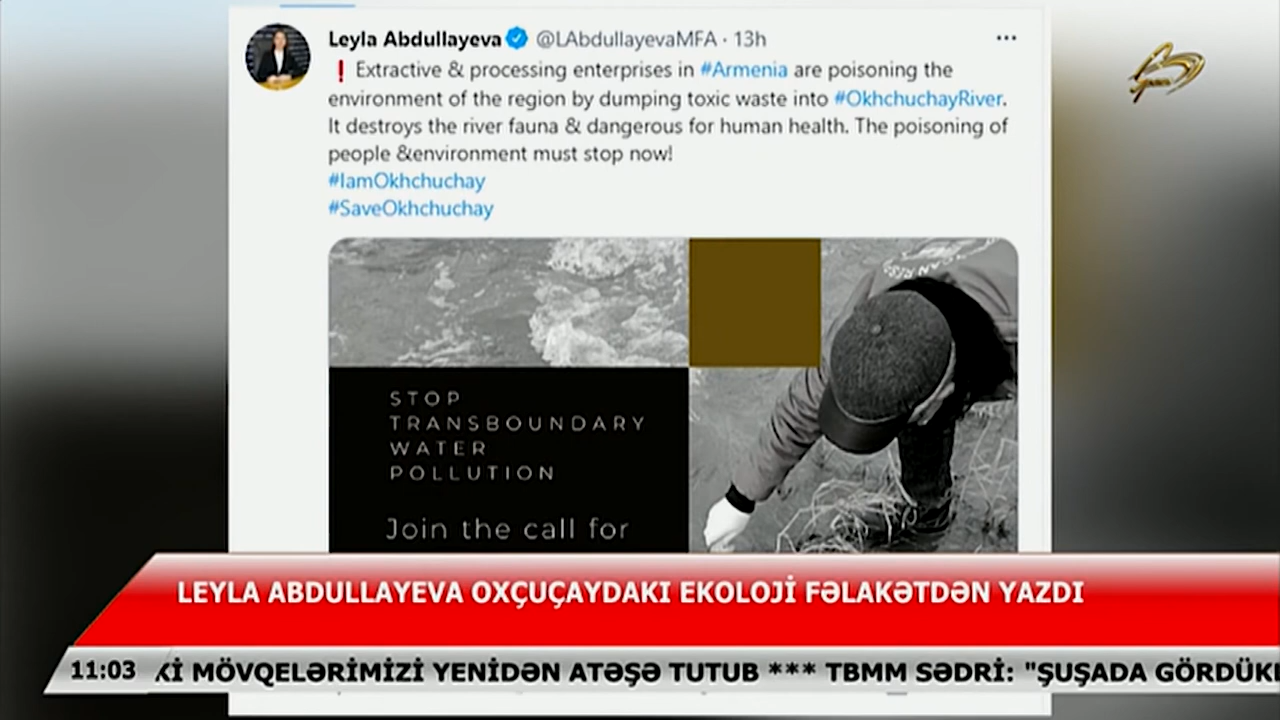 Leyla Abdullayeva @LAbdullayevaMFA · 13h
❗ Extractive & processing enterprises in #Armenia are poisoning the
environment of the region by dumping toxic waste into #OkhchuchayRiver.
It destroys the river fauna & dangerous for human health. The poisoning of
people &environment must stop now!
#IamOkhchuchay
#SaveOkhchuchay
STOP
TRANSBOUNDARY
WATER
POLLUTION
Join the call for
LEYLA ABDULLAYEVA OXÇUÇAYDAKI EKOLOJİ FƏLAKƏTDƏN YAZDI
11:03 Kİ MÖVQELƏRİMİZİ YENİDƏN ATƏŞƏ TUTUB *** TBMM SƏDRİ: "ŞUŞADA GÖRDÜKL